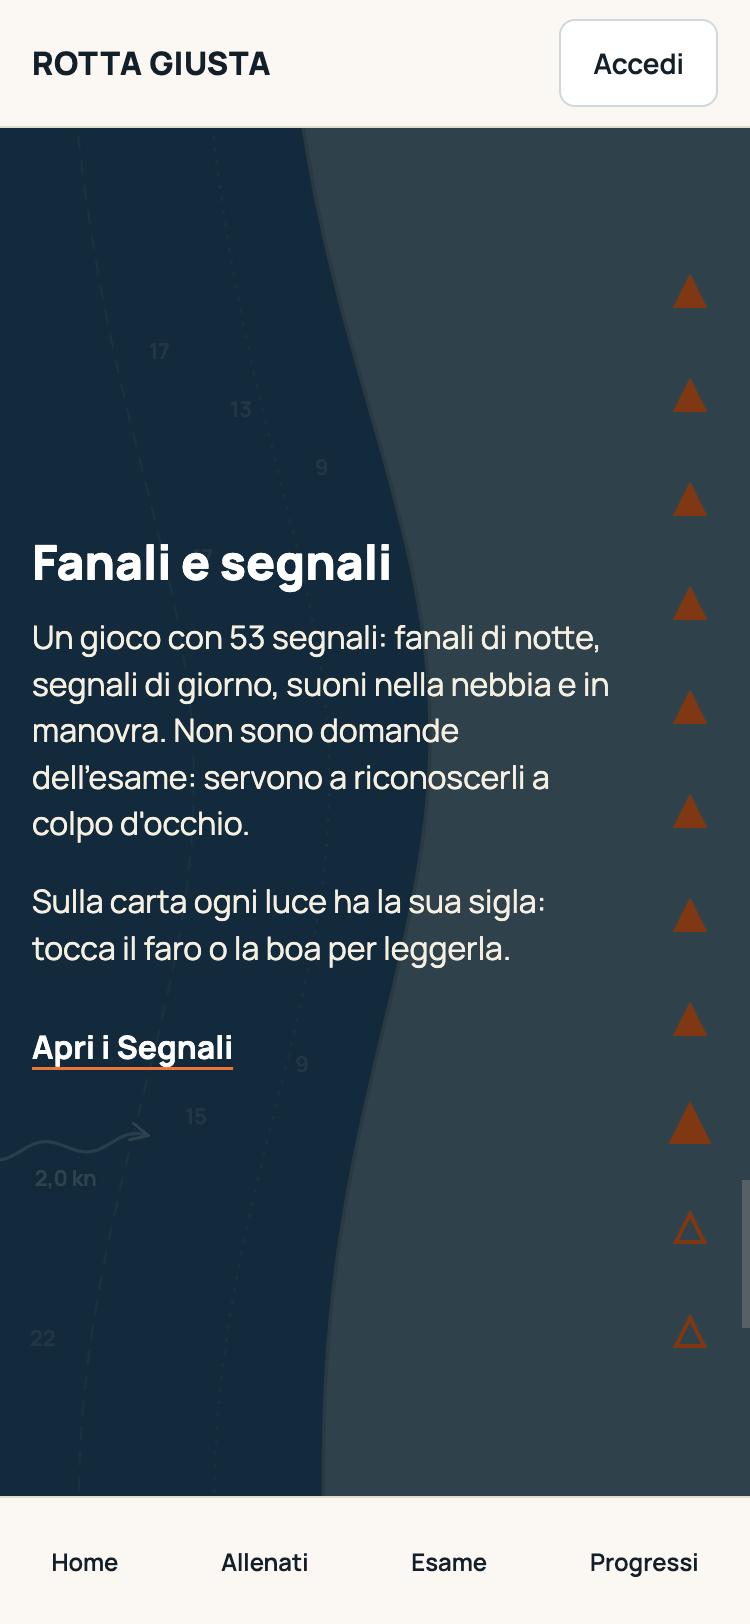 ROTTA GIUSTA
Accedi
17
13
9
Fanali e segnali
Un gioco con 53 segnali: fanali di notte,
segnali di giorno, suoni nella nebbia e in
manovra. Non sono domande
dell’esame: servono a riconoscerli a
colpo d'occhio.
Sulla carta ogni luce ha la sua sigla:
tocca il faro o la boa per leggerla.
Apri i Segnali
9
15
2,0 kn
22
Home
Allenati
Esame
Progressi